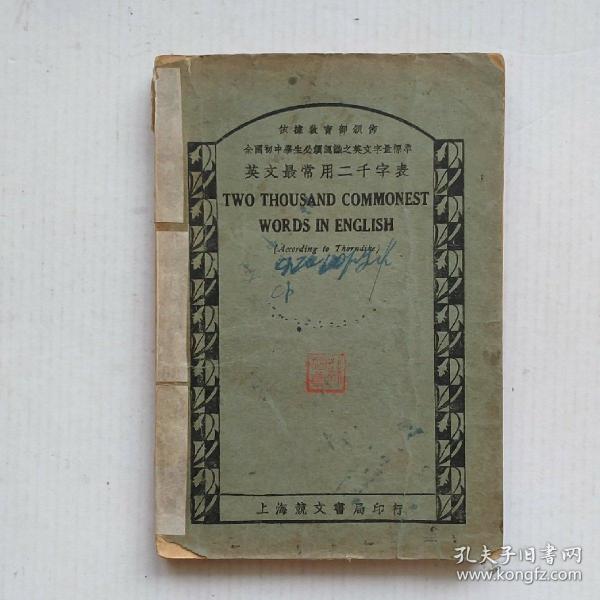 依據教育部頒佈
全國初中學生必須認識之英文字量標準
英文最常用二千字表
TWO THOUSAND COMMONEST
WORDS IN ENGLISH
(According to Thorndike)
上海競文書局印行
孔夫子旧书网
www.kongfz.com